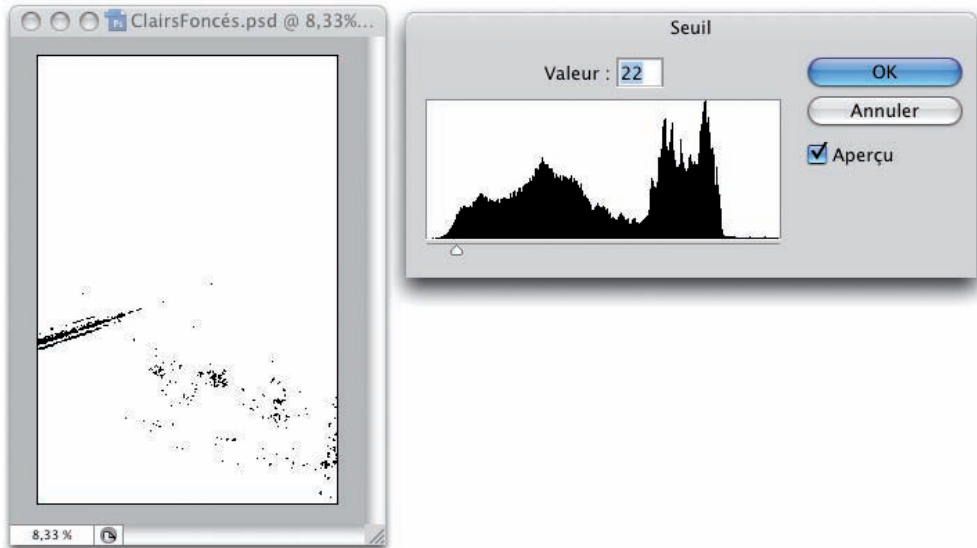 ClairsFoncés.psd @ 8,33%...
8,33 %
Seuil
Valeur : 22
OK
Annuler
Aperçu